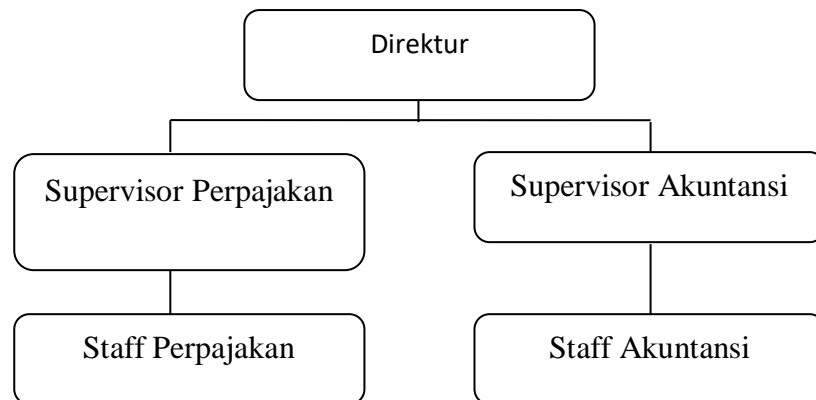 Direktur
Supervisor Perpajakan
Supervisor Akuntansi
Staff Perpajakan
Staff Akuntansi